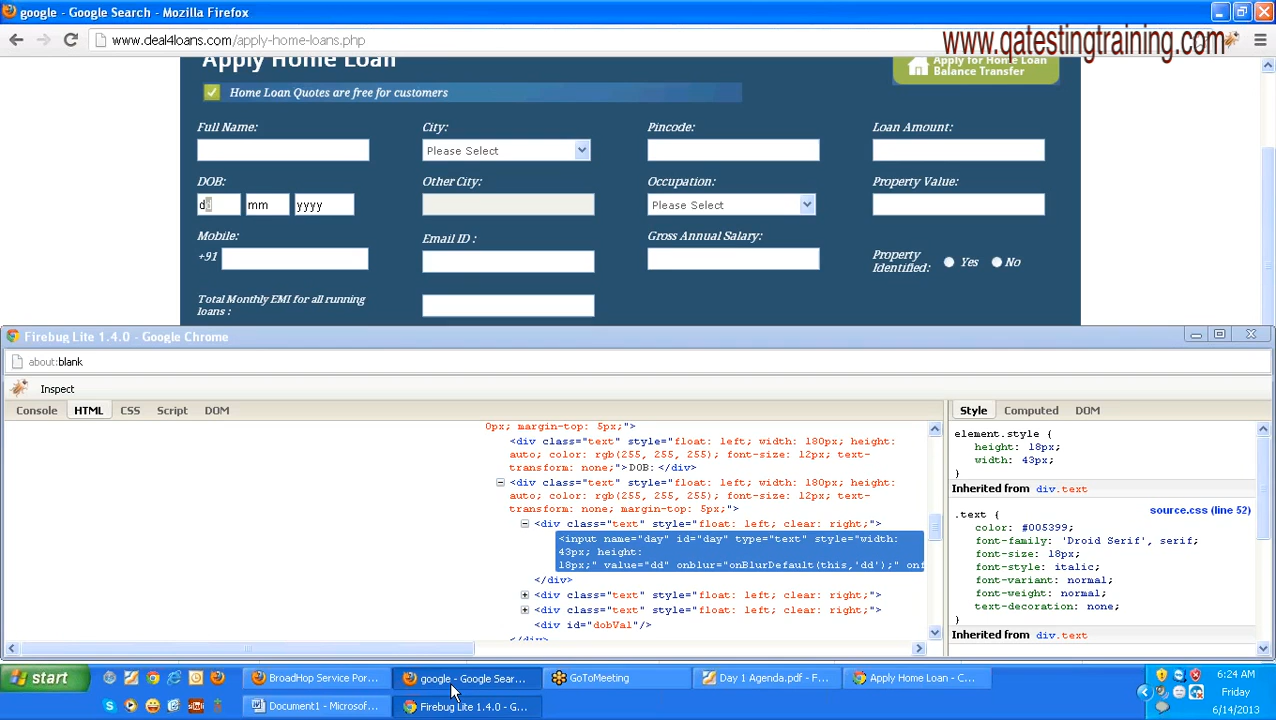 google - Google Search - Mozilla Firefox
www.deal4loans.com/apply-home-loans.php
www.qatestingtraining.com
Apply Home Loan
Apply for Home Loan
Balance Transfer
Home Loan Quotes are free for customers
Full Name: City: Pincode: Loan Amount:
Please Select
DOB: Other City: Occupation: Property Value:
dd mm yyyy Please Select
Mobile: Email ID : Gross Annual Salary:
+91 Property
Identified: Yes No
Total Monthly EMI for all running
loans :
Firebug Lite 1.4.0 - Google Chrome
about:blank
Inspect
Console HTML CSS Script DOM Style Computed DOM
0px; margin-top: 5px;">
<div class="text" style="float: left; width: 180px; height:
auto; color: rgb(255, 255, 255); font-size: 12px; text-
transform: none;">DOB:</div>
<div class="text" style="float: left; width: 180px; height:
auto; color: rgb(255, 255, 255); font-size: 12px; text-
transform: none; margin-top: 5px;">
<div class="text" style="float: left; clear: right;">
<input name="day" id="day" type="text" style="width:
43px; height:
18px;" value="dd" onblur="onBlurDefault(this,'dd');" onf
</div>
<div class="text" style="float: left; clear: right;">
<div class="text" style="float: left; clear: right;">
<div id="dobVal"/>
</div>
element.style {
height: 18px;
width: 43px;
}
Inherited from div.text
source.css (line 52)
.text {
color: #005399;
font-family: 'Droid Serif', serif;
font-size: 18px;
font-style: italic;
font-variant: normal;
font-weight: normal;
text-decoration: none;
}
Inherited from div.text
start BroadHop Service Por... google - Google Sear... GoToMeeting Day 1 Agenda.pdf - F... Apply Home Loan - C... 6:24 AM
Friday
Document1 - Microsof... Firebug Lite 1.4.0 - G... 6/14/2013